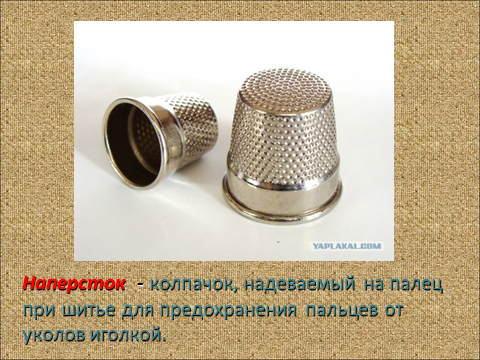 YAPLAKAL.COM
Наперсток - колпачок, надеваемый на палец
при шитье для предохранения пальцев от
уколов иголкой.